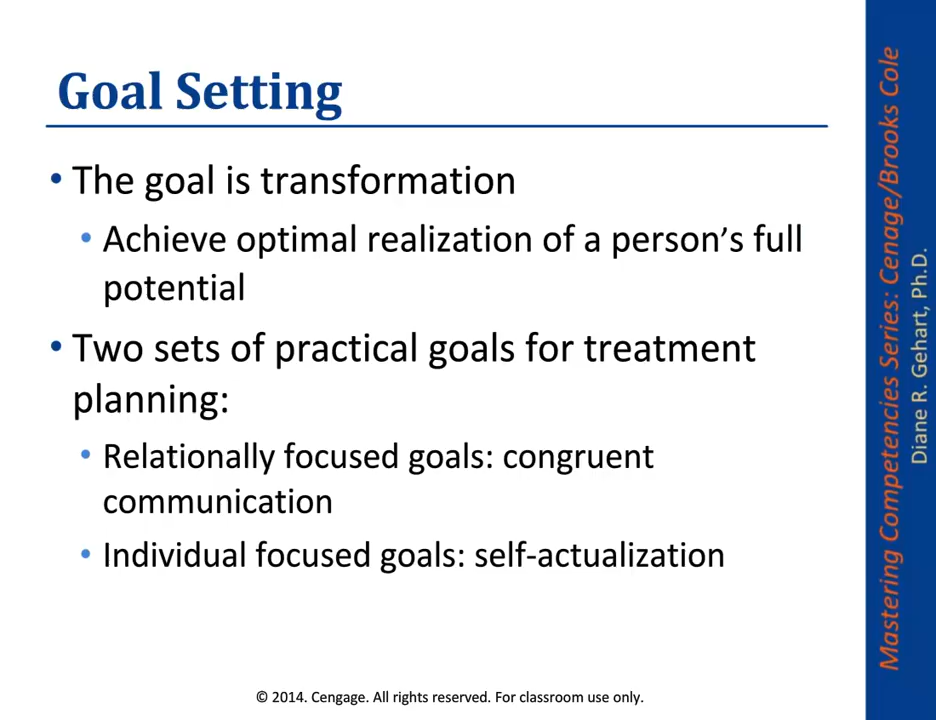 Goal Setting
• The goal is transformation
• Achieve optimal realization of a person's full
potential
• Two sets of practical goals for treatment
planning:
• Relationally focused goals: congruent
communication
• Individual focused goals: self-actualization
© 2014. Cengage. All rights reserved. For classroom use only.
Mastering Competencies Series: Cenage/Brooks Cole
Diane R. Gehart, Ph.D.